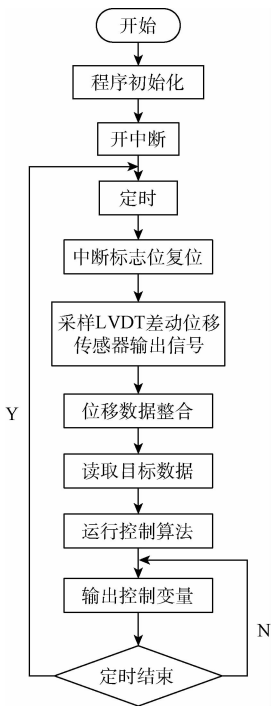 开始
程序初始化
开中断
定时
中断标志位复位
采样LVDT差动位移
传感器输出信号
位移数据整合
读取目标数据
运行控制算法
输出控制变量
定时结束
Y
N